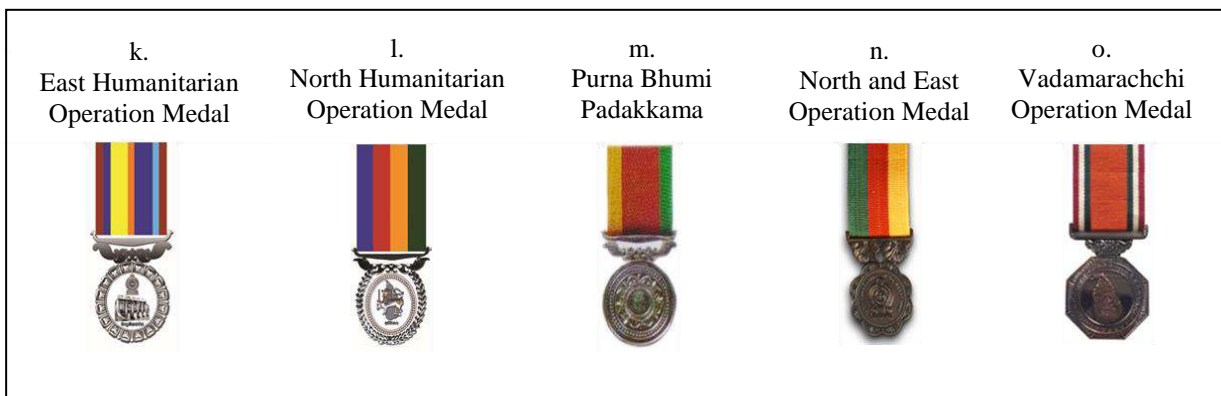 k.
East Humanitarian
Operation Medal
l.
North Humanitarian
Operation Medal
m.
Purna Bhumi
Padakkama
n.
North and East
Operation Medal
o.
Vadamarachchi
Operation Medal